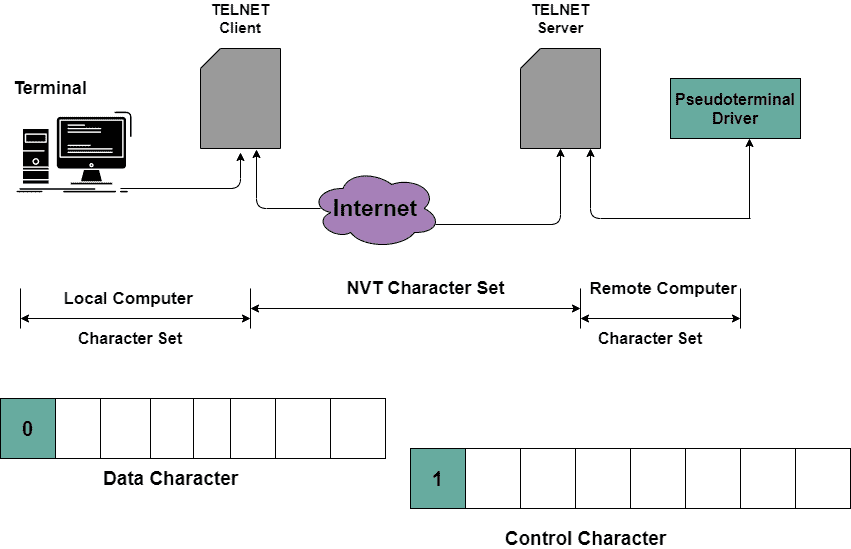 TELNET
Client
TELNET
Server
Terminal
Pseudoterminal
Driver
Internet
Local Computer
Character Set
NVT Character Set
Remote Computer
Character Set
0
Data Character
1
Control Character